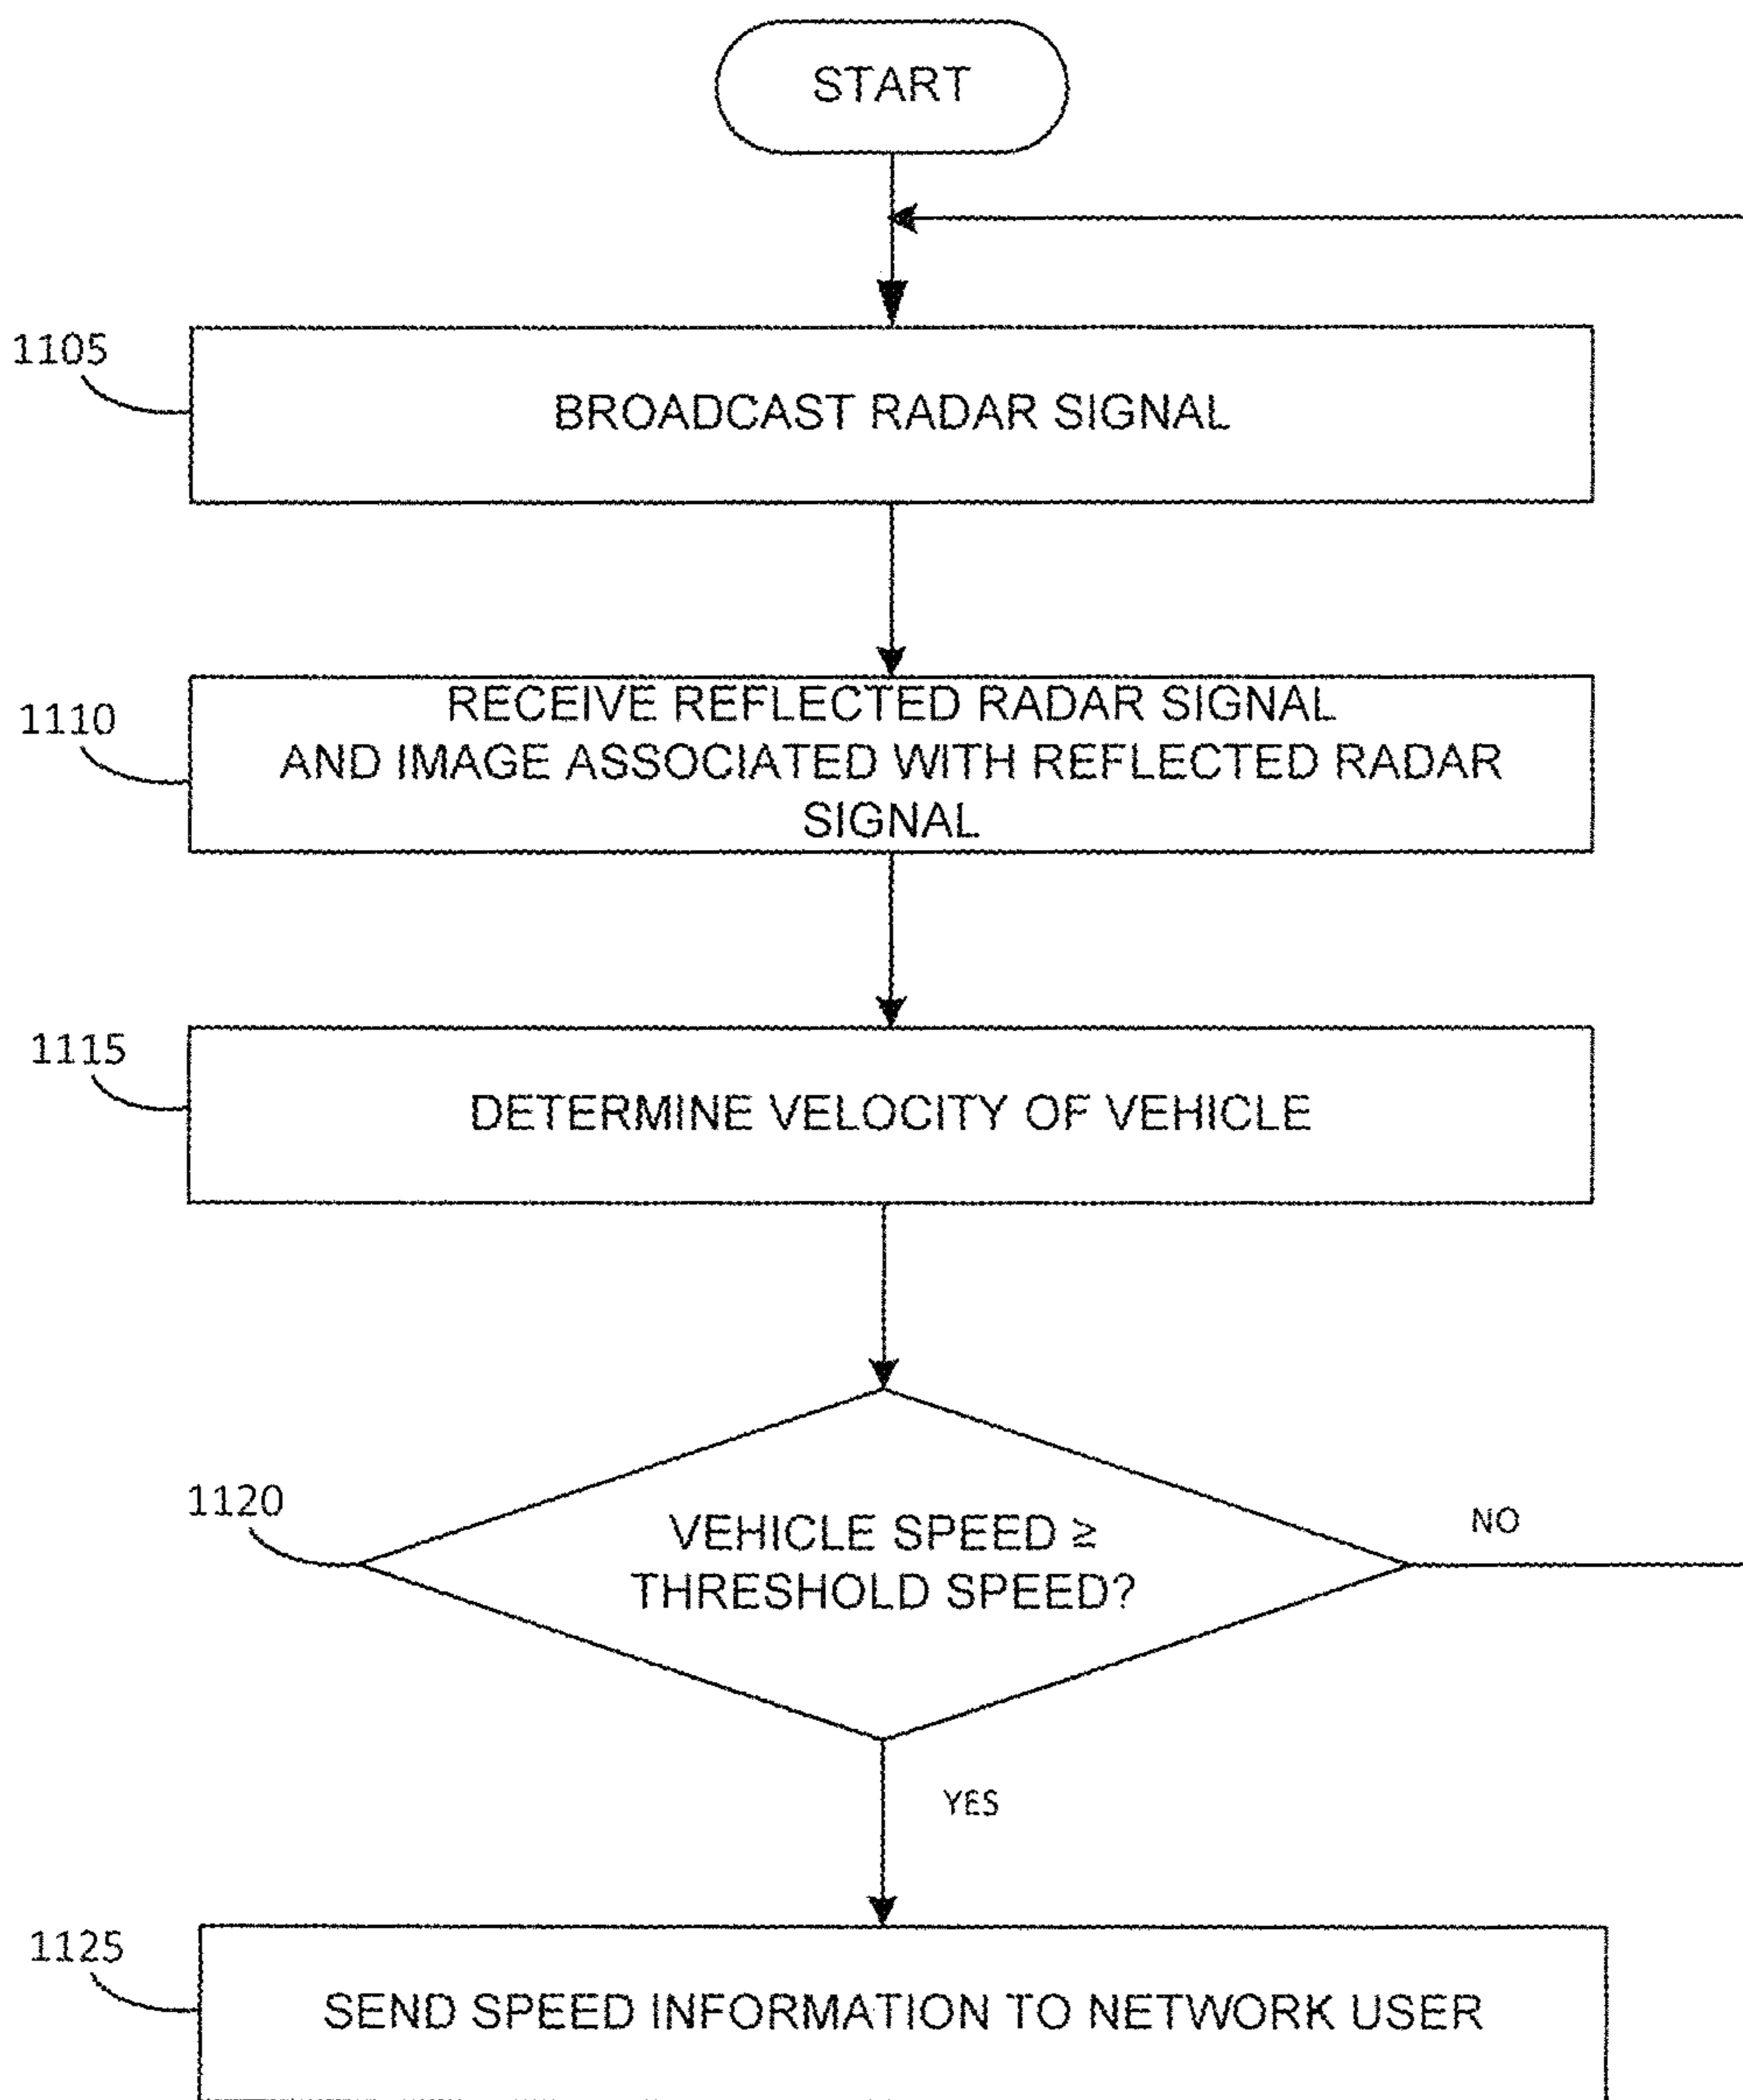 START
1105
BROADCAST RADAR SIGNAL
1110
RECEIVE REFLECTED RADAR SIGNAL
AND IMAGE ASSOCIATED WITH REFLECTED RADAR
SIGNAL
1115
DETERMINE VELOCITY OF VEHICLE
1120
VEHICLE SPEED ≥
THRESHOLD SPEED?
NO
YES
1125
SEND SPEED INFORMATION TO NETWORK USER